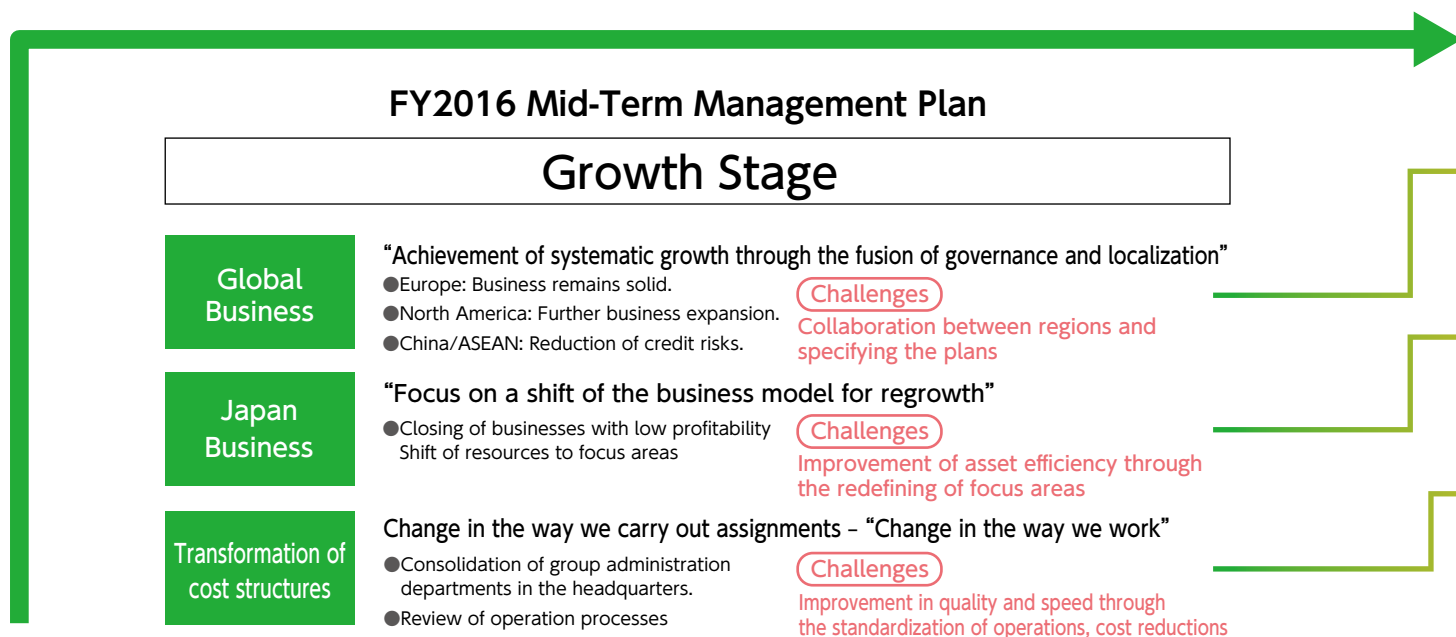 FY2016 Mid-Term Management Plan
Growth Stage
Global
Business
“Achievement of systematic growth through the fusion of governance and localization”
●Europe: Business remains solid.
●North America: Further business expansion.
●China/ASEAN: Reduction of credit risks.
Challenges
Collaboration between regions and
specifying the plans
Japan
Business
“Focus on a shift of the business model for regrowth”
●Closing of businesses with low profitability
Shift of resources to focus areas
Challenges
Improvement of asset efficiency through
the redefining of focus areas
Transformation of
cost structures
Change in the way we carry out assignments – “Change in the way we work”
●Consolidation of group administration
departments in the headquarters.
●Review of operation processes
Challenges
Improvement in quality and speed through
the standardization of operations, cost reductions